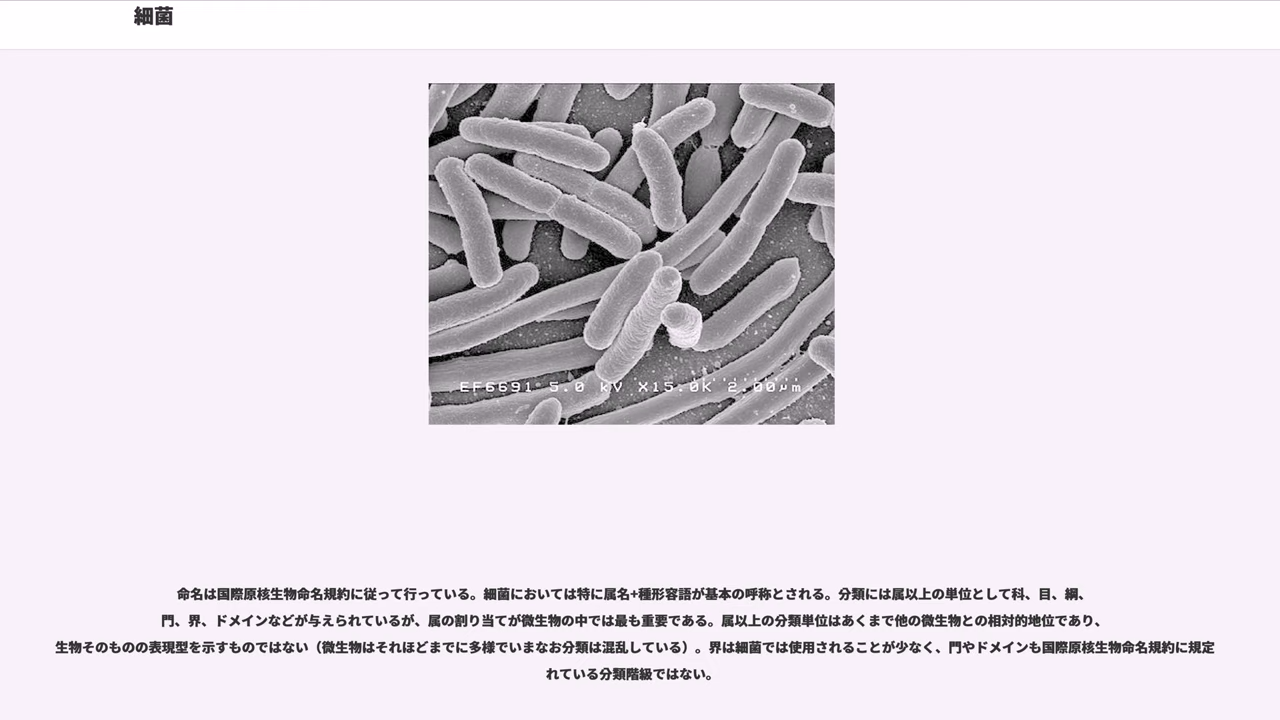 細菌
EF6691 5.0 kV X15.0K 2.00μm
命名は国際原核生物命名規約に従って行っている。細菌においては特に属名+種形容語が基本の呼称とされる。分類には属以上の単位として科、目、綱、
門、界、ドメインなどが与えられているが、属の割り当てが微生物の中では最も重要である。属以上の分類単位はあくまで他の微生物との相対的地位であり、
生物そのものの表現型を示すものではない（微生物はそれほどまでに多様でいまなお分類は混乱している）。界は細菌では使用されることが少なく、門やドメインも国際原核生物命名規約に規定
れている分類階級ではない。